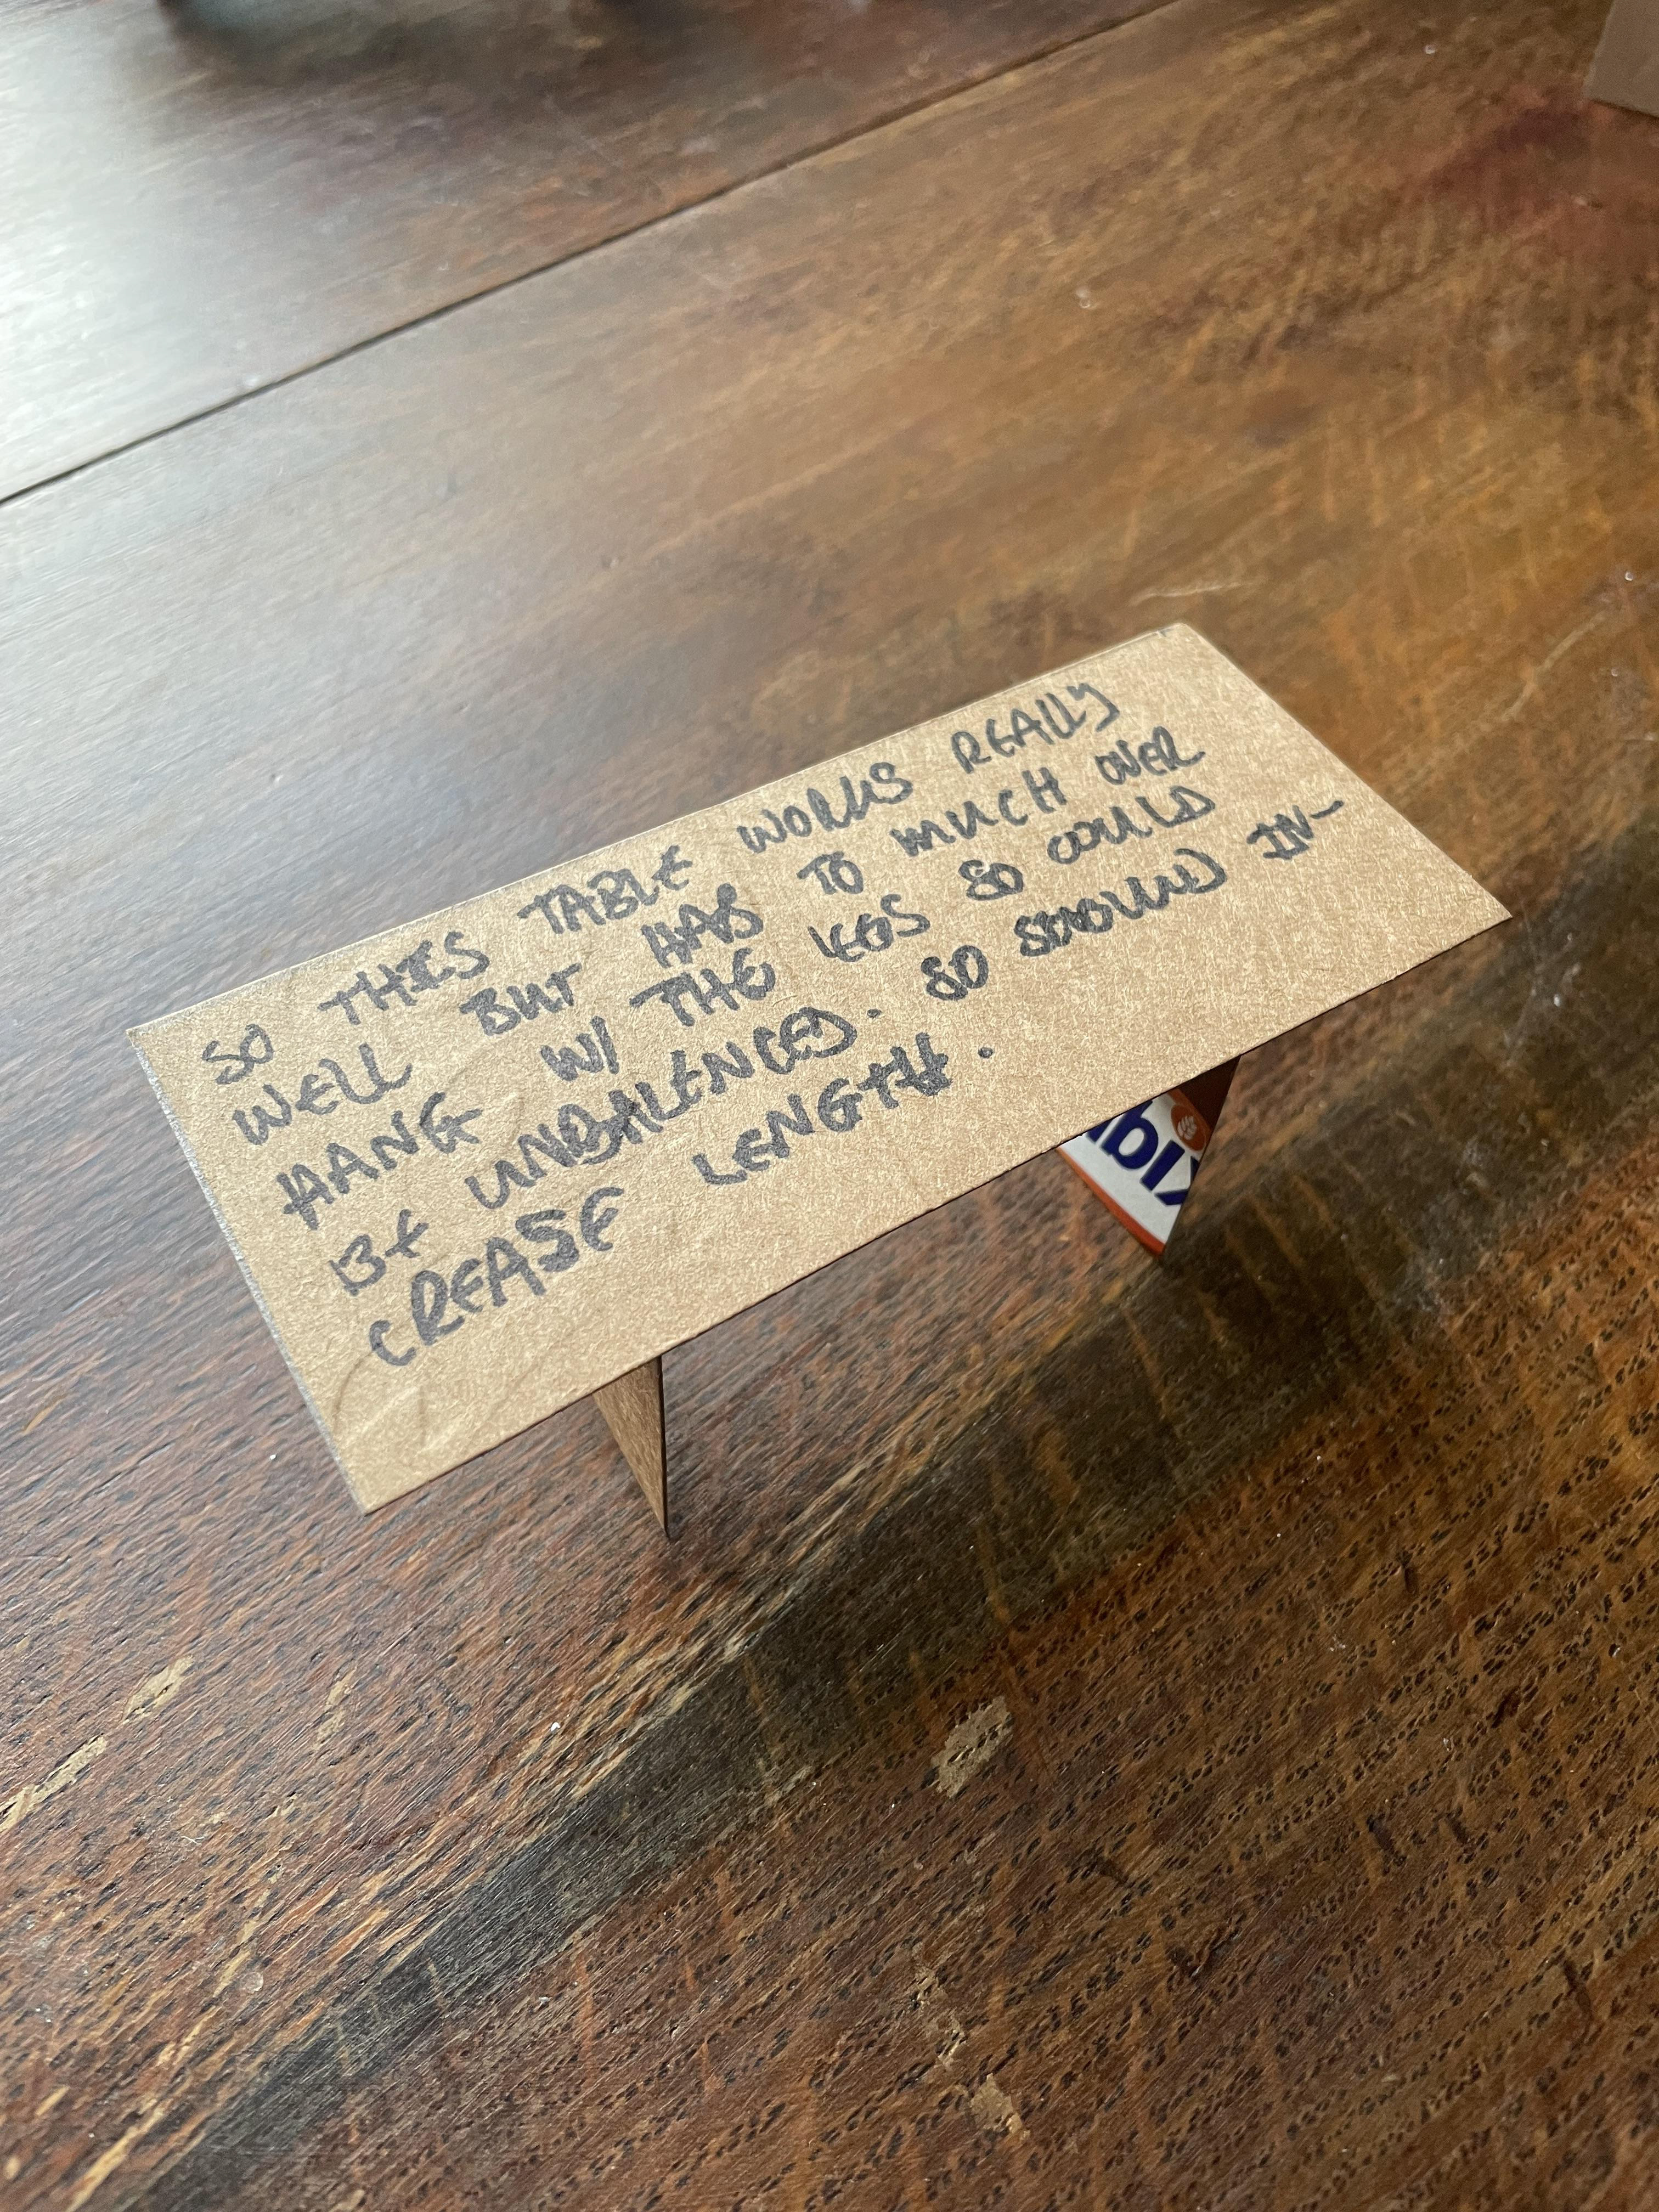 SO THIS TABLE WORKS REALLY
WELL BUT HAS TO MUCH OVER
HANG W/ THE LEGS SO COULD
BE UNBALENCED. SO SHOULD IN-
CREASE LENGTH.